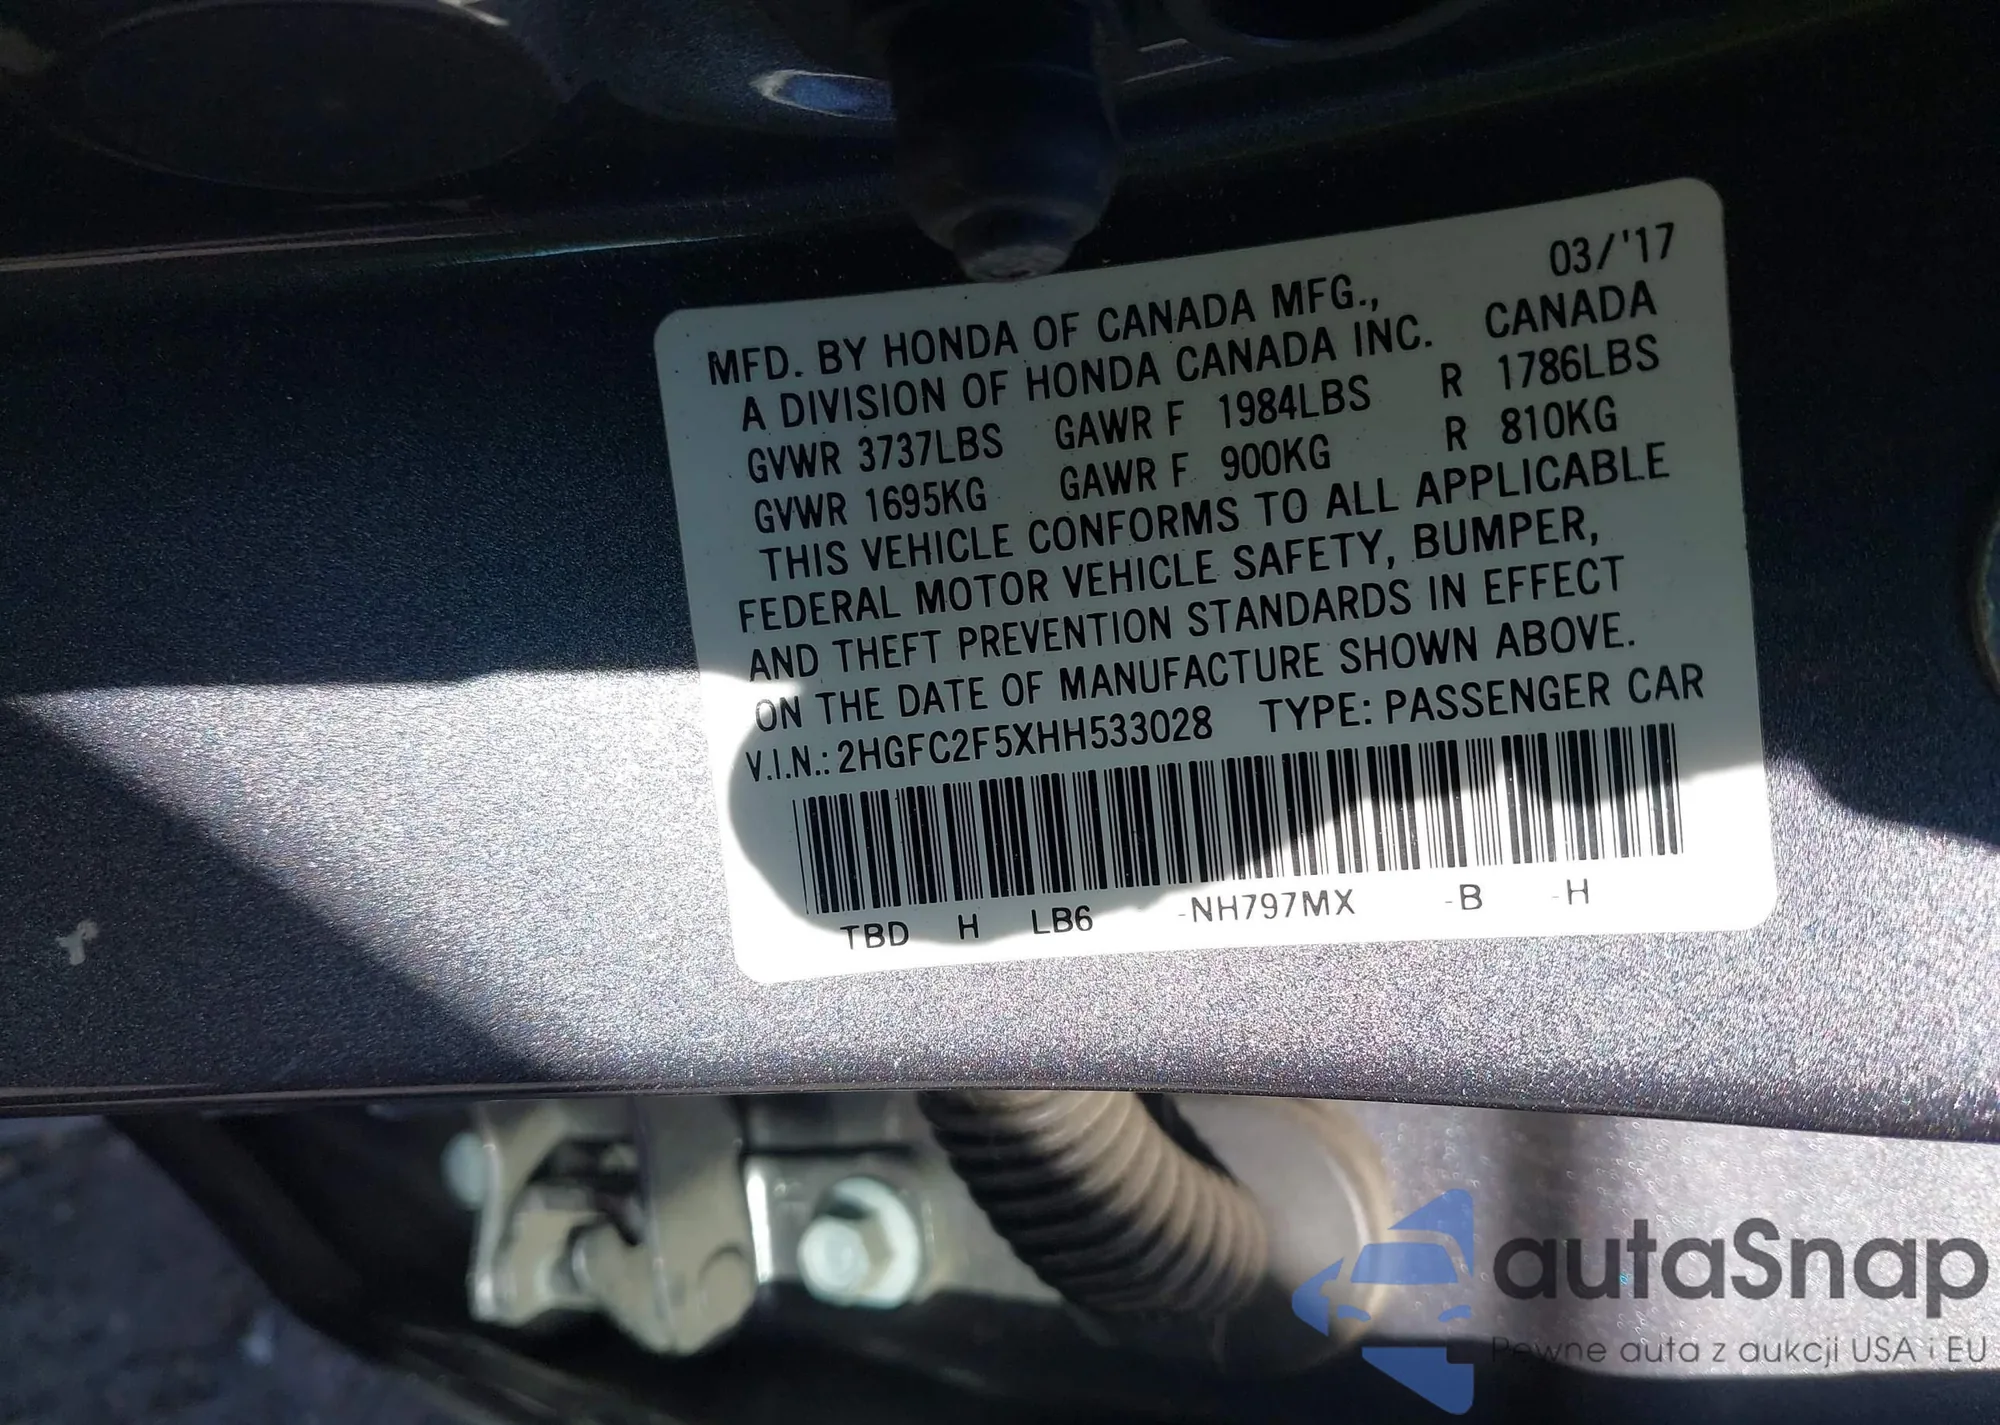 03/'17
MFD. BY HONDA OF CANADA MFG.,
A DIVISION OF HONDA CANADA INC. CANADA
GVWR 3737LBS GAWR F 1984LBS R 1786LBS
GVWR 1695KG GAWR F 900KG R 810KG
THIS VEHICLE CONFORMS TO ALL APPLICABLE
FEDERAL MOTOR VEHICLE SAFETY, BUMPER,
AND THEFT PREVENTION STANDARDS IN EFFECT
ON THE DATE OF MANUFACTURE SHOWN ABOVE.
V.I.N.: 2HGFC2F5XHH533028 TYPE: PASSENGER CAR
TBD H LB6 -NH797MX -B -H
autaSnap
Pewne auta z aukcji USA i EU